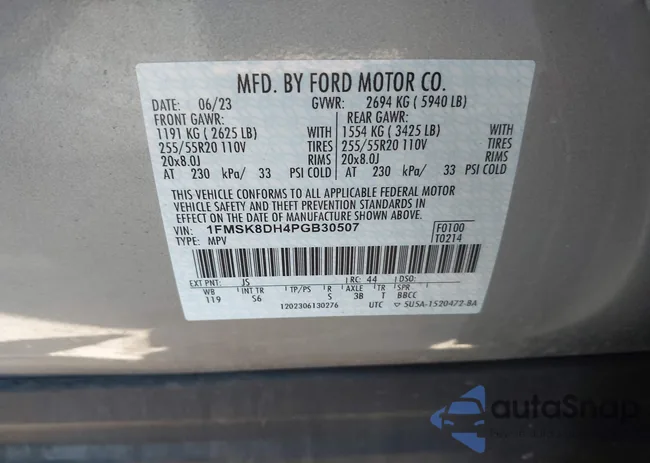 MFD. BY FORD MOTOR CO.
DATE: 06/23 GVWR: 2694 KG ( 5940 LB)
FRONT GAWR: REAR GAWR:
1191 KG ( 2625 LB) WITH 1554 KG ( 3425 LB) WITH
255/55R20 110V TIRES 255/55R20 110V TIRES
20x8.0J RIMS 20x8.0J RIMS
AT 230 kPa/ 33 PSI COLD AT 230 kPa/ 33 PSI COLD
THIS VEHICLE CONFORMS TO ALL APPLICABLE FEDERAL MOTOR
VEHICLE SAFETY AND THEFT PREVENTION STANDARDS IN
EFFECT ON THE DATE OF MANUFACTURE SHOWN ABOVE.
VIN: 1FMSK8DH4PGB30507 F0100
TYPE: MPV T0214
EXT PNT: JS RC: 44 DSO:
WB INT TR TP/PS R AXLE TR SPR
119 S6 S 3B T BBCC
1202306130276 UTC ▽ SU5A-1520472-BA
autoSnap